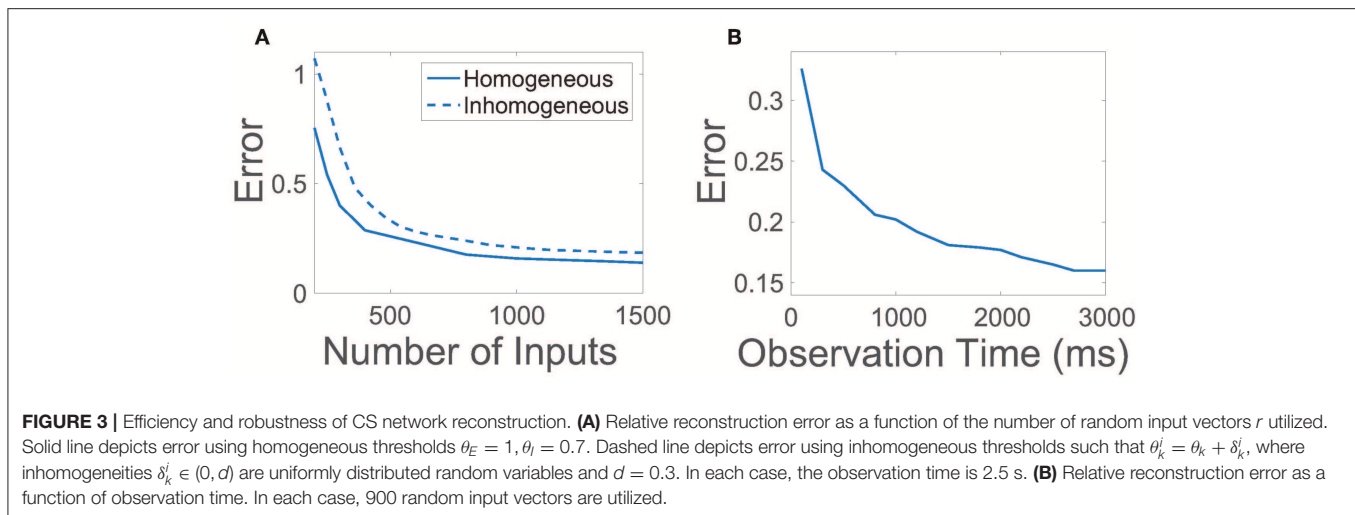 A
1
0.5
0
Error
Homogeneous
Inhomogeneous
500
1000
1500
Number of Inputs
B
0.3
0.25
0.2
0.15
Error
0
1000
2000
3000
Observation Time (ms)
FIGURE 3 | Efficiency and robustness of CS network reconstruction. (A) Relative reconstruction error as a function of the number of random input vectors r utilized.
Solid line depicts error using homogeneous thresholds θ_E = 1, θ_I = 0.7. Dashed line depicts error using inhomogeneous thresholds such that θ_k^i = θ_k + δ_k^i, where
inhomogeneities δ_k^i ∈ (0, d) are uniformly distributed random variables and d = 0.3. In each case, the observation time is 2.5 s. (B) Relative reconstruction error as a
function of observation time. In each case, 900 random input vectors are utilized.